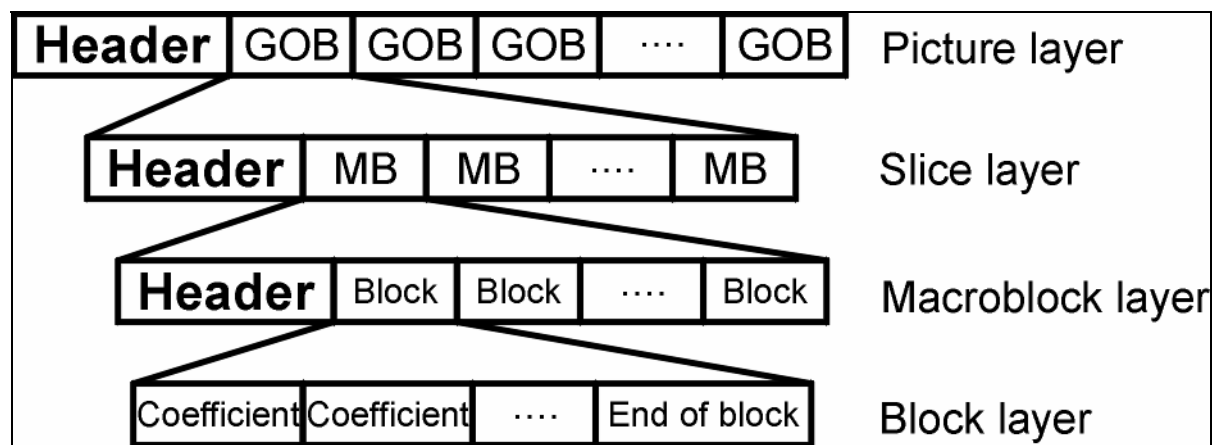 Header GOB GOB GOB ···· GOB Picture layer
Header MB MB ···· MB Slice layer
Header Block Block ···· Block Macroblock layer
Coefficient Coefficient ···· End of block Block layer